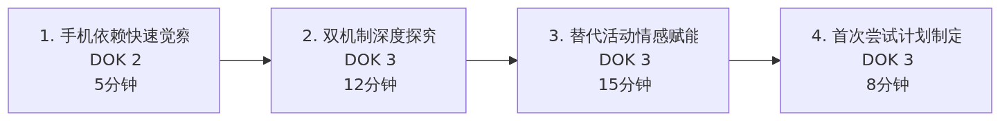 1. 手机依赖快速觉察
DOK 2
5分钟
2. 双机制深度探究
DOK 3
12分钟
3. 替代活动情感赋能
DOK 3
15分钟
4. 首次尝试计划制定
DOK 3
8分钟